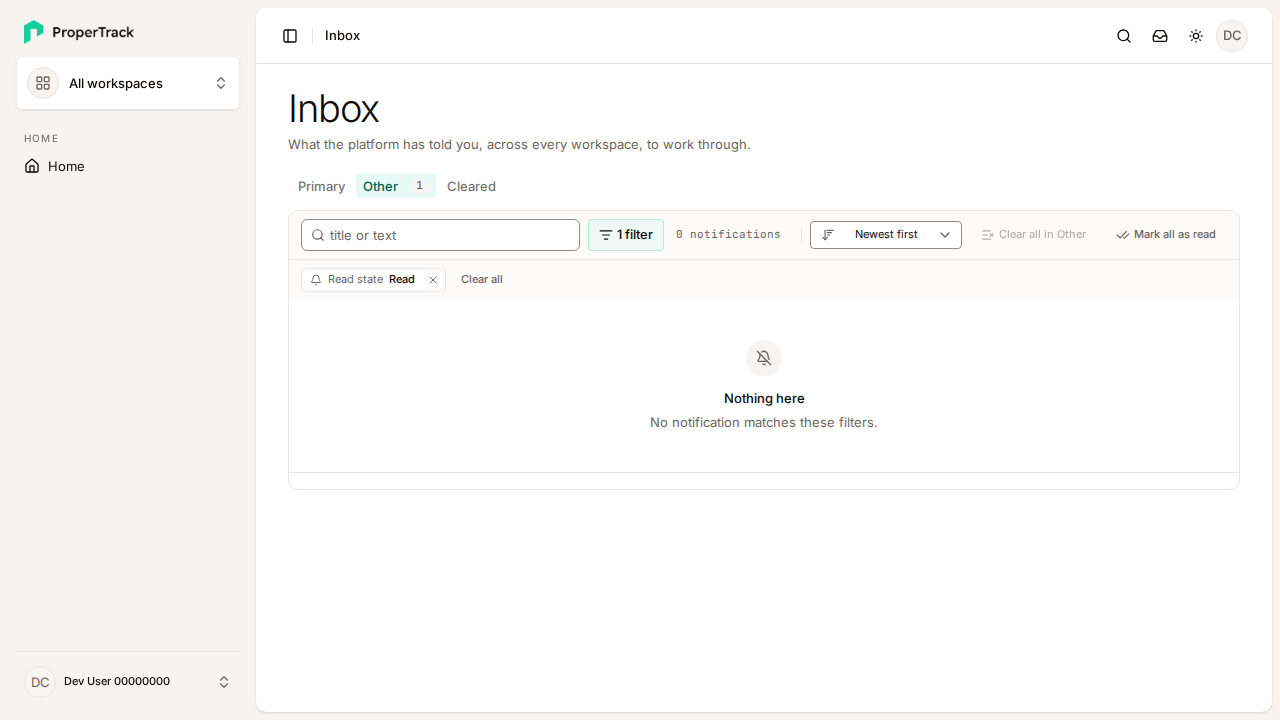 ProperTrack
All workspaces
HOME
Home
DC
Dev User 00000000
Inbox
DC
Inbox
What the platform has told you, across every workspace, to work through.
Primary
Other 1
Cleared
title or text
1 filter
0 notifications
Newest first
Clear all in Other
Mark all as read
Read state Read
Clear all
Nothing here
No notification matches these filters.